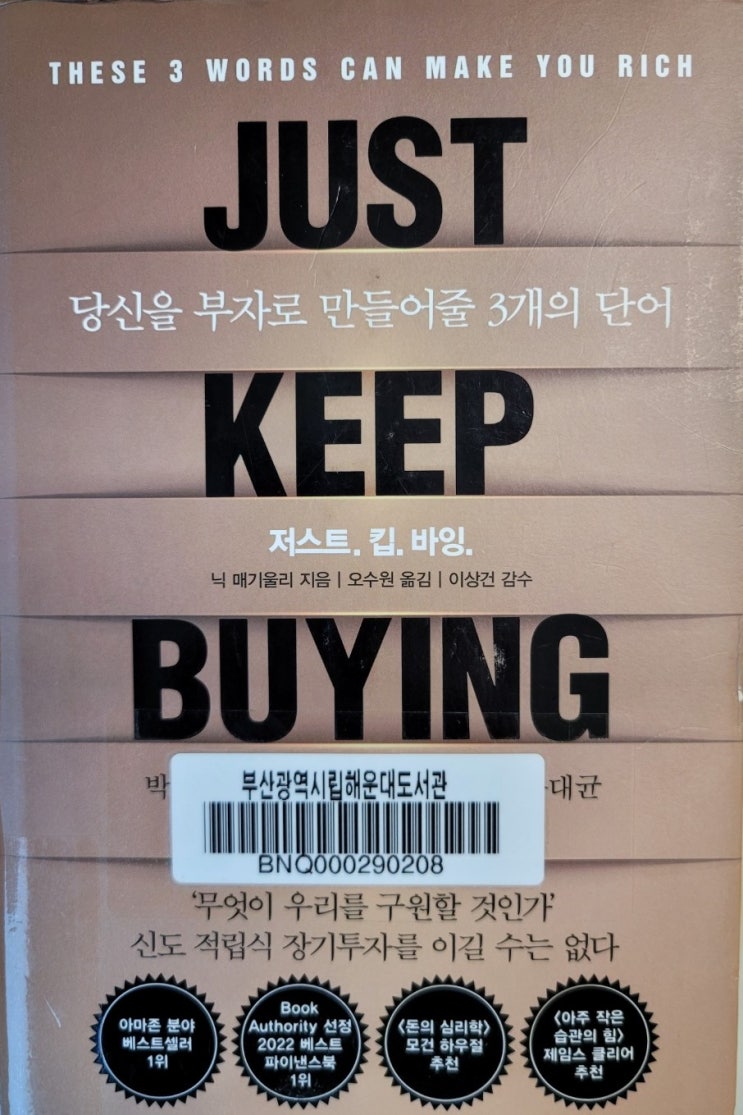 THESE 3 WORDS CAN MAKE YOU RICH
JUST
당신을 부자로 만들어줄 3개의 단어
KEEP
저스트. 킵. 바잉.
닉 매기울리 지음 | 오수원 옮김 | 이상건 감수
BUYING
박
대균
부산광역시립해운대도서관
BNQ000290208
‘무엇이 우리를 구원할 것인가’
신도 적립식 장기투자를 이길 수는 없다
아마존 분야
베스트셀러
1위
Book
Authority 선정
2022 베스트
파이낸스북
1위
〈돈의 심리학〉
모건 하우절
추천
〈아주 작은
습관의 힘〉
제임스 클리어
추천